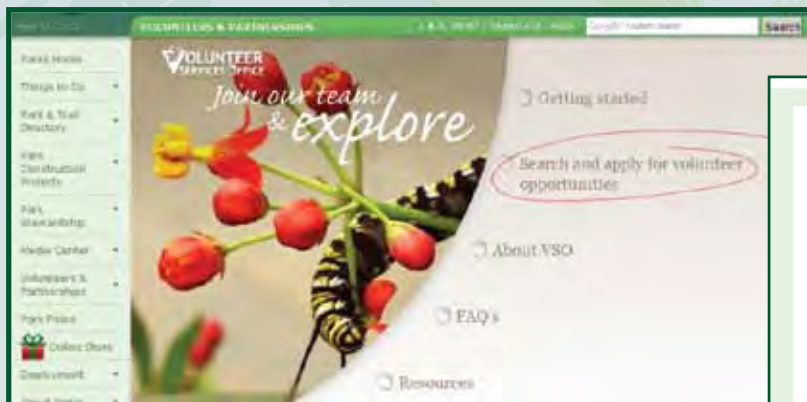 VOLUNTEERS & PARTNERSHIPS
Search
Parks Home
Things to Do
Park & Trail
Directory
Park
Construction
Projects
Park
Stewardship
Media Center
Volunteers &
Partnerships
Park Police
Online Store
Employment
VOLUNTEER
SERVICES OFFICE
Join our team
& explore
Getting started
Search and apply for volunteer
opportunities
About VSO
FAQ's
Resources